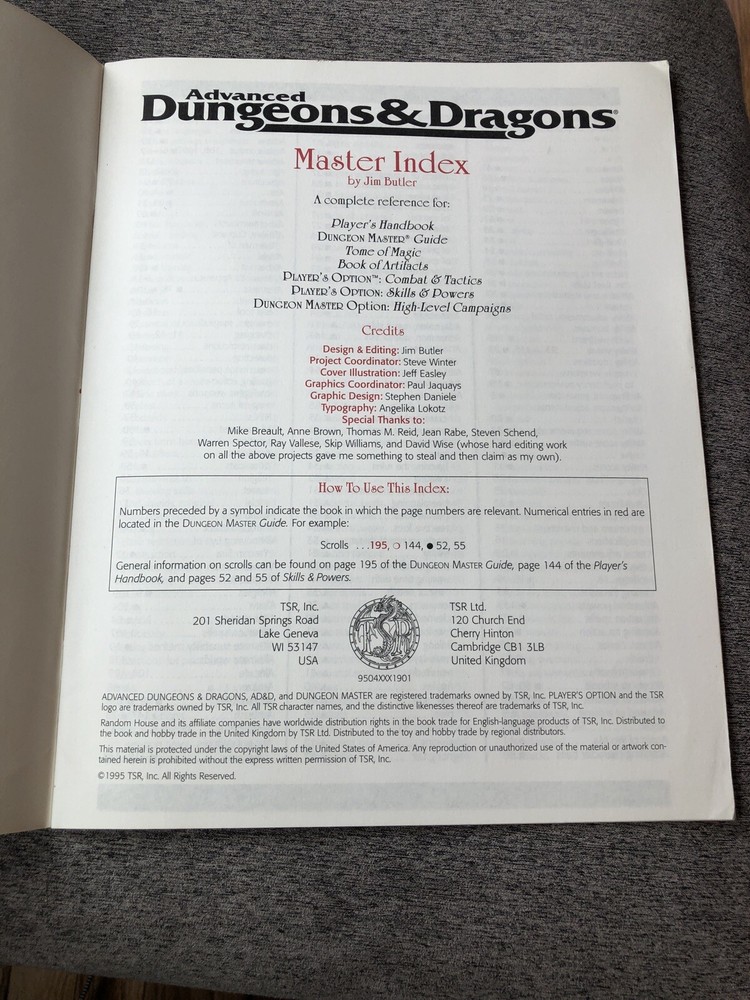 Advanced
Dungeons & Dragons®
Master Index
by Jim Butler
A complete reference for:
Player's Handbook
DUNGEON MASTER® Guide
Tome of Magic
Book of Artifacts
PLAYER'S OPTION™: Combat & Tactics
PLAYER'S OPTION: Skills & Powers
DUNGEON MASTER Option: High-Level Campaigns
Credits
Design & Editing: Jim Butler
Project Coordinator: Steve Winter
Cover Illustration: Jeff Easley
Graphics Coordinator: Paul Jaquays
Graphic Design: Stephen Daniele
Typography: Angelika Lokotz
Special Thanks to:
Mike Breault, Anne Brown, Thomas M. Reid, Jean Rabe, Steven Schend,
Warren Spector, Ray Vallese, Skip Williams, and David Wise (whose hard editing work
on all the above projects gave me something to steal and then claim as my own).
How To Use This Index:
Numbers preceded by a symbol indicate the book in which the page numbers are relevant. Numerical entries in red are
located in the DUNGEON MASTER Guide. For example:
Scrolls . . .195, ❍ 144, ● 52, 55
General information on scrolls can be found on page 195 of the DUNGEON MASTER Guide, page 144 of the Player's
Handbook, and pages 52 and 55 of Skills & Powers.
TSR, Inc.
201 Sheridan Springs Road
Lake Geneva
WI 53147
USA
TSR
9504XXX1901
TSR Ltd.
120 Church End
Cherry Hinton
Cambridge CB1 3LB
United Kingdom
ADVANCED DUNGEONS & DRAGONS, AD&D, and DUNGEON MASTER are registered trademarks owned by TSR, Inc. PLAYER'S OPTION and the TSR
logo are trademarks owned by TSR, Inc. All TSR character names, and the distinctive likenesses thereof are trademarks of TSR, Inc.
Random House and its affiliate companies have worldwide distribution rights in the book trade for English-language products of TSR, Inc. Distributed to
the book and hobby trade in the United Kingdom by TSR Ltd. Distributed to the toy and hobby trade by regional distributors.
This material is protected under the copyright laws of the United States of America. Any reproduction or unauthorized use of the material or artwork con-
tained herein is prohibited without the express written permission of TSR, Inc.
©1995 TSR, Inc. All Rights Reserved.